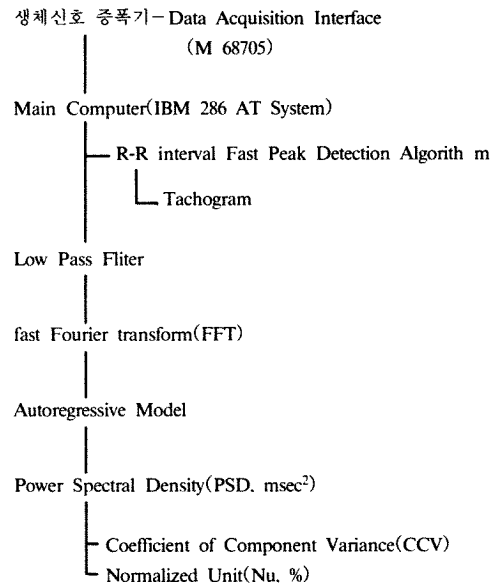 생체신호 증폭기-Data Acquisition Interface
(M 68705)
Main Computer(IBM 286 AT System)
R-R interval Fast Peak Detection Algorith m
Tachogram
Low Pass Fliter
fast Fourier transform(FFT)
Autoregressive Model
Power Spectral Density(PSD, msec²)
Coefficient of Component Variance(CCV)
Normalized Unit(Nu, %)